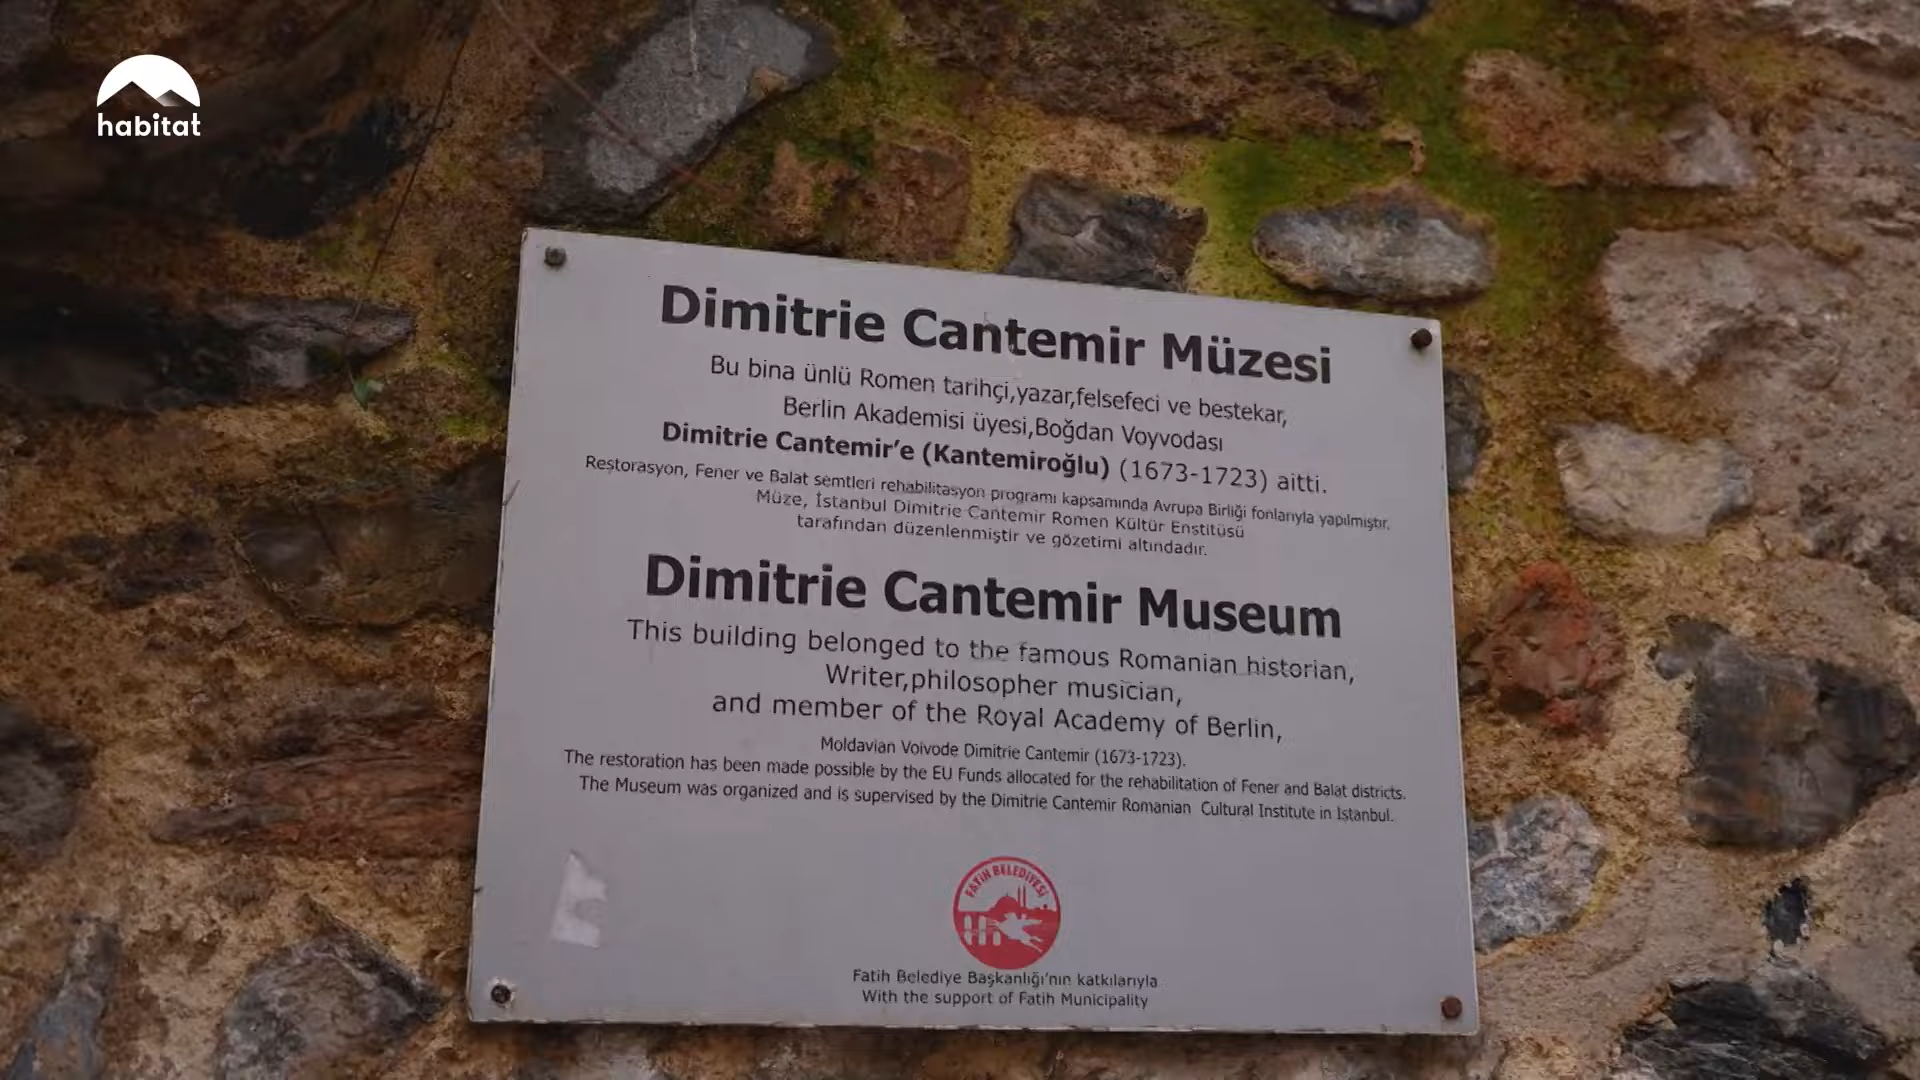 habitat
Dimitrie Cantemir Müzesi
Bu bina ünlü Romen tarihçi,yazar,felsefeci ve bestekar,
Berlin Akademisi üyesi,Boğdan Voyvodası
Dimitrie Cantemir'e (Kantemiroğlu) (1673-1723) aitti.
Restorasyon, Fener ve Balat semtleri rehabilitasyon programı kapsamında Avrupa Birliği fonlarıyla yapılmıştır.
Müze, İstanbul Dimitrie Cantemir Romen Kültür Enstitüsü
tarafından düzenlenmiştir ve gözetimi altındadır.
Dimitrie Cantemir Museum
This building belonged to the famous Romanian historian,
Writer,philosopher musician,
and member of the Royal Academy of Berlin,
Moldavian Voivode Dimitrie Cantemir (1673-1723).
The restoration has been made possible by the EU Funds allocated for the rehabilitation of Fener and Balat districts.
The Museum was organized and is supervised by the Dimitrie Cantemir Romanian Cultural Institute in Istanbul.
FATİH BELEDİYESİ
Fatih Belediye Başkanlığı'nın katkılarıyla
With the support of Fatih Municipality